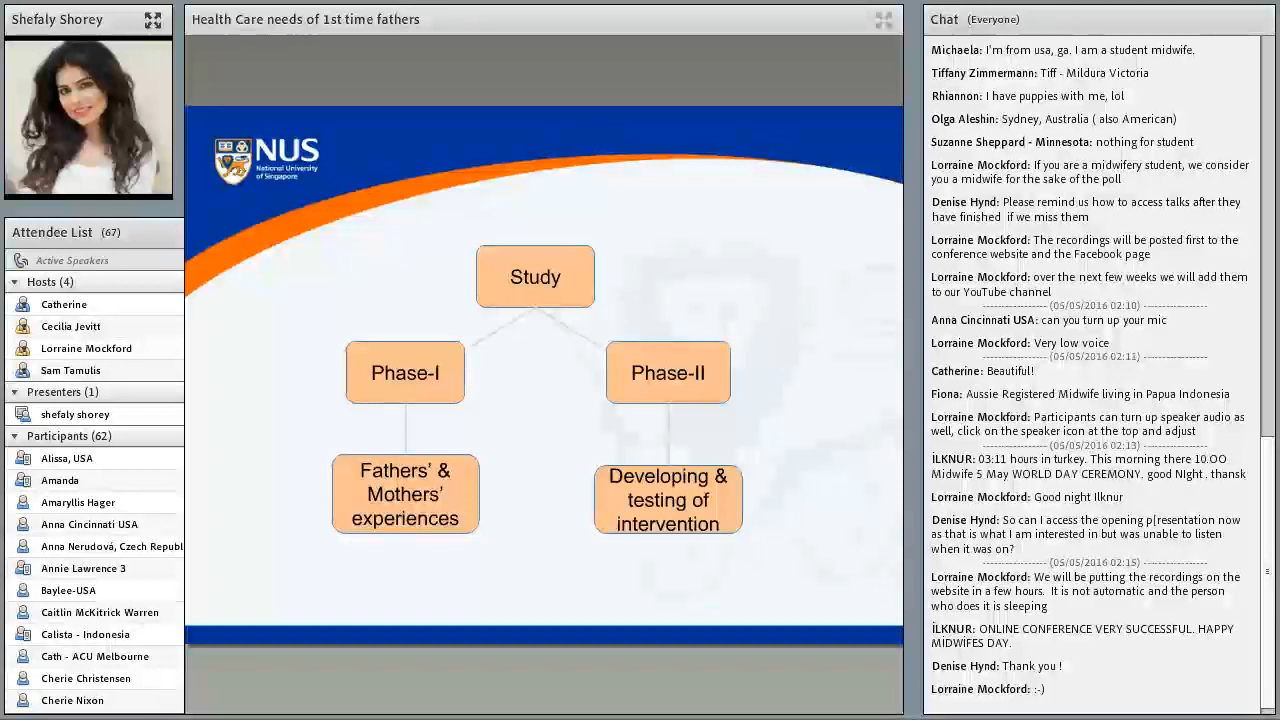 Shefaly Shorey
Health Care needs of 1st time fathers
Chat (Everyone)
Attendee List (67)
Active Speakers
Hosts (4)
Catherine
Cecilia Jevitt
Lorraine Mockford
Sam Tamulis
Presenters (1)
shefaly shorey
Participants (62)
Alissa, USA
Amanda
Amaryllis Hager
Anna Cincinnati USA
Anna Nerudová, Czech Republ
Annie Lawrence 3
Baylee-USA
Caitlin McKitrick Warren
Calista - Indonesia
Cath - ACU Melbourne
Cherie Christensen
Cherie Nixon
NUS
National University
of Singapore
Study
Phase-I
Phase-II
Fathers' &
Mothers'
experiences
Developing &
testing of
intervention
Michaela: I'm from usa, ga. I am a student midwife.
Tiffany Zimmermann: Tiff - Mildura Victoria
Rhiannon: I have puppies with me, lol
Olga Aleshin: Sydney, Australia ( also American)
Suzanne Sheppard - Minnesota: nothing for student
Lorraine Mockford: If you are a midwifery student, we consider
you a midwife for the sake of the poll
Denise Hynd: Please remind us how to access talks after they
have finished if we miss them
Lorraine Mockford: The recordings will be posted first to the
conference website and the Facebook page
Lorraine Mockford: over the next few weeks we will add them
to our YouTube channel
(05/05/2016 02:10)
Anna Cincinnati USA: can you turn up your mic
Lorraine Mockford: Very low voice
(05/05/2016 02:11)
Catherine: Beautiful!
Fiona: Aussie Registered Midwife living in Papua Indonesia
Lorraine Mockford: Participants can turn up speaker audio as
well, click on the speaker icon at the top and adjust
(05/05/2016 02:13)
İLKNUR: 03:11 hours in turkey. This morning there 10.OO
Midwife 5 May WORLD DAY CEREMONY. good Night . thansk
Lorraine Mockford: Good night Ilknur
Denise Hynd: So can I access the opening p[resentation now
as that is what I am interested in but was unable to listen
when it was on?
(05/05/2016 02:15)
Lorraine Mockford: We will be putting the recordings on the
website in a few hours. It is not automatic and the person
who does it is sleeping
İLKNUR: ONLINE CONFERENCE VERY SUCCESSFUL. HAPPY
MİDWİFES DAY.
Denise Hynd: Thank you !
Lorraine Mockford: :-)